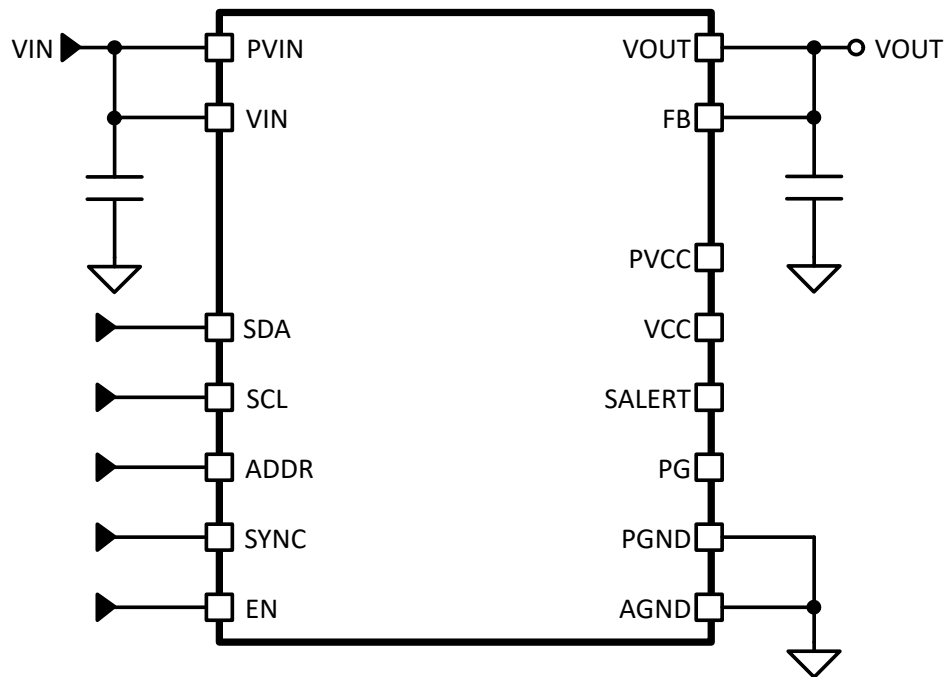 VIN
PVIN
VOUT
VOUT
VIN
FB
PVCC
SDA
VCC
SCL
SALERT
ADDR
PG
SYNC
PGND
EN
AGND